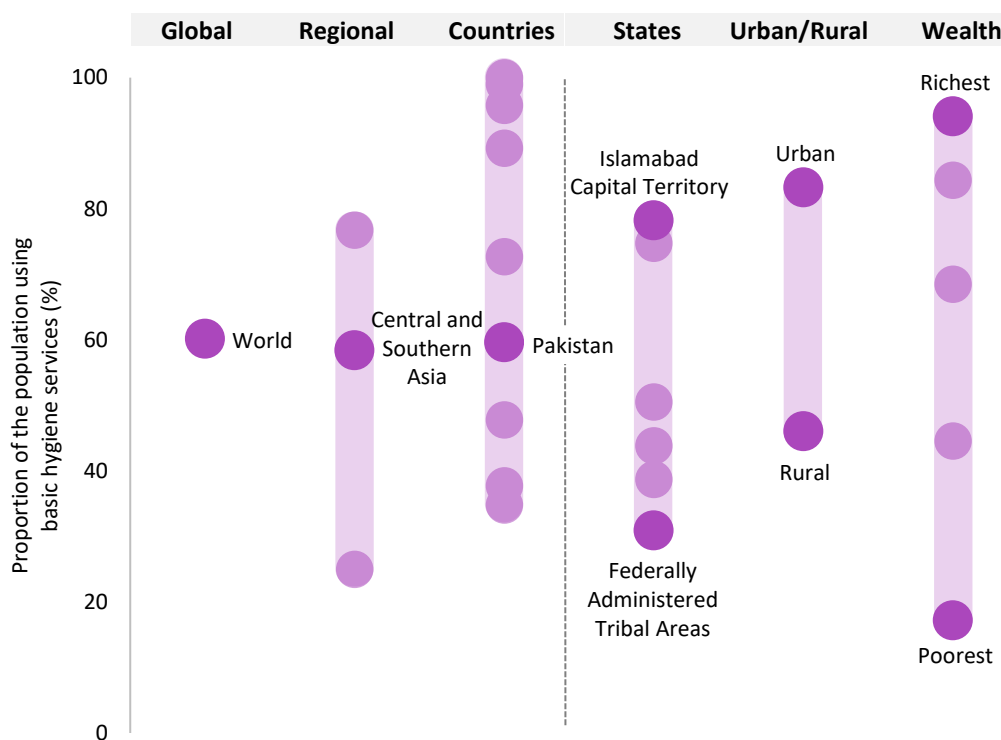 Global Regional Countries States Urban/Rural Wealth
Proportion of the population using
basic hygiene services (%)
100
80
60
40
20
0
World
Central and
Southern
Asia
Pakistan
Islamabad
Capital Territory
Federally
Administered
Tribal Areas
Urban
Rural
Richest
Poorest